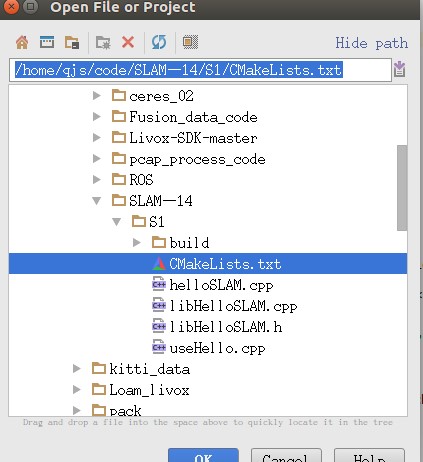 Open File or Project
Hide path
/home/qjs/code/SLAM—14/S1/CMakeLists.txt
ceres_02
Fusion_data_code
Livox-SDK-master
pcap_process_code
ROS
SLAM—14
S1
build
CMakeLists.txt
helloSLAM.cpp
libHelloSLAM.cpp
libHelloSLAM.h
useHello.cpp
kitti_data
Loam_livox
pack
Drag and drop a file into the space above to quickly locate it in the tree
OK Cancel Help